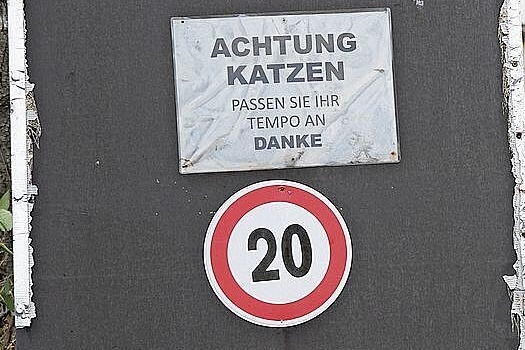 ACHTUNG
KATZEN
PASSEN SIE IHR
TEMPO AN
DANKE
20